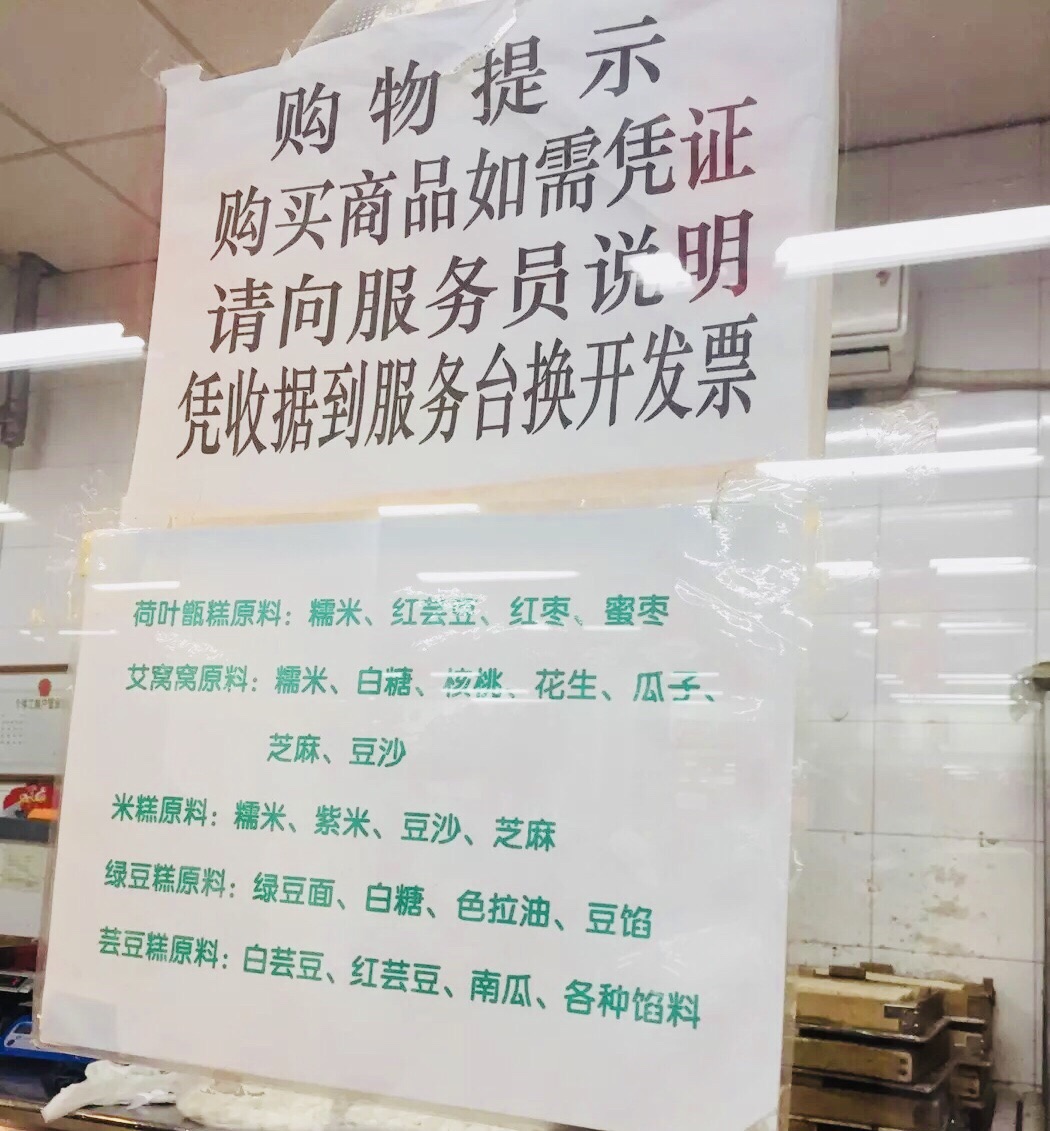 购物提示
购买商品如需凭证
请向服务员说明
凭收据到服务台换开发票
荷叶甑糕原料：糯米、红芸豆、红枣、蜜枣
艾窝窝原料：糯米、白糖、核桃、花生、瓜子、
芝麻、豆沙
米糕原料：糯米、紫米、豆沙、芝麻
绿豆糕原料：绿豆面、白糖、色拉油、豆馅
芸豆糕原料：白芸豆、红芸豆、南瓜、各种馅料